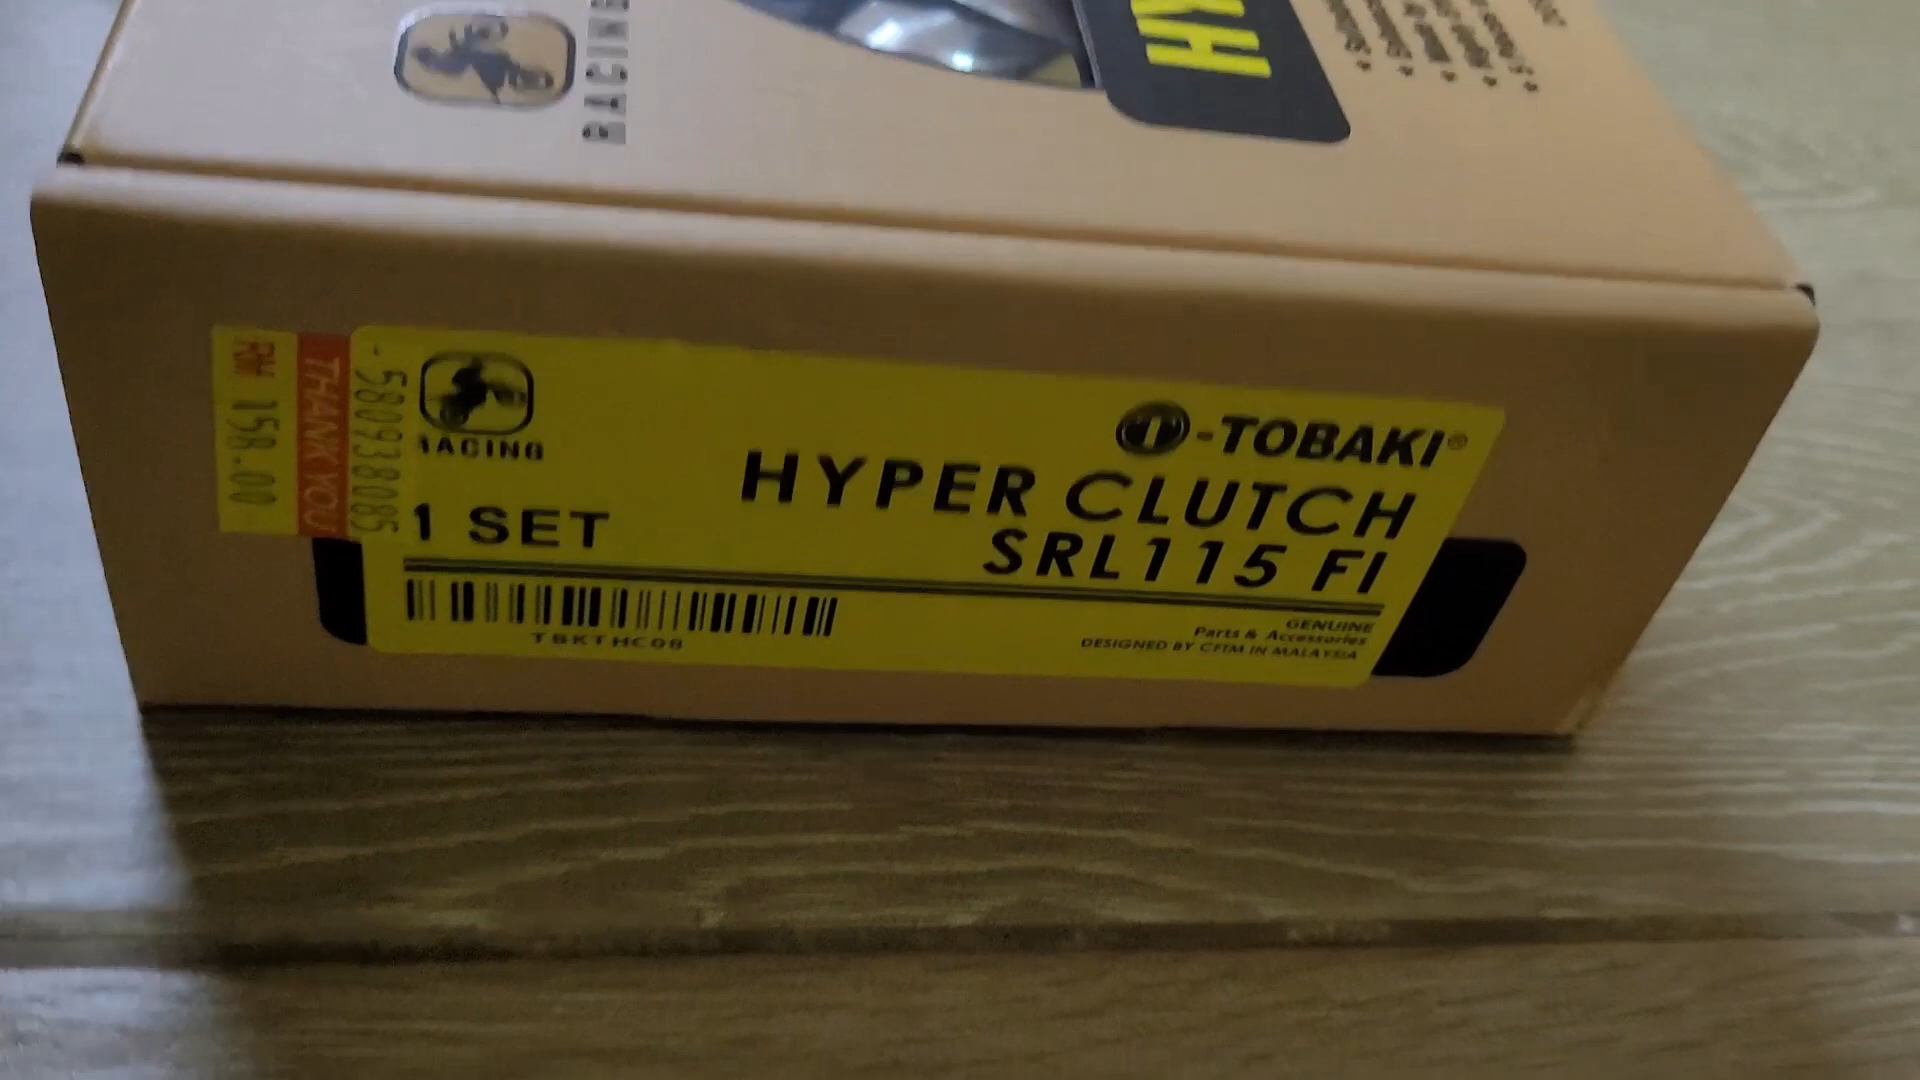 RACING
HY
RM 158.00
THANK YOU
580938085
RACING
1 SET
T-TOBAKI®
HYPER CLUTCH
SRL115 FI
TBKTHC08
GENUINE
Parts & Accessories
DESIGNED BY CFTM IN MALAYSIA